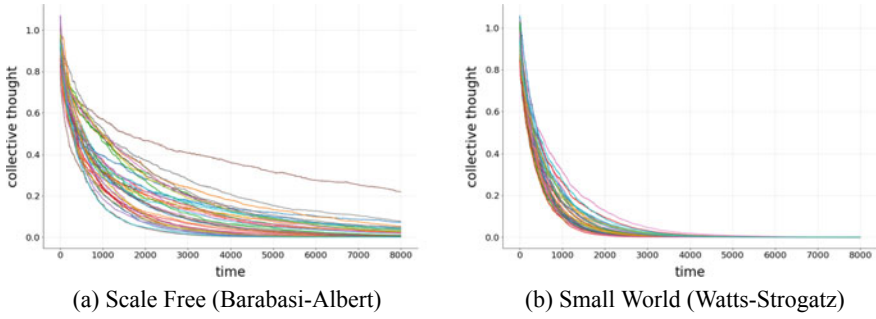 1.0
0.8
0.6
0.4
0.2
0.0
collective thought
0 1000 2000 3000 4000 5000 6000 7000 8000
time
(a) Scale Free (Barabasi-Albert)
1.0
0.8
0.6
0.4
0.2
0.0
collective thought
0 1000 2000 3000 4000 5000 6000 7000 8000
time
(b) Small World (Watts-Strogatz)